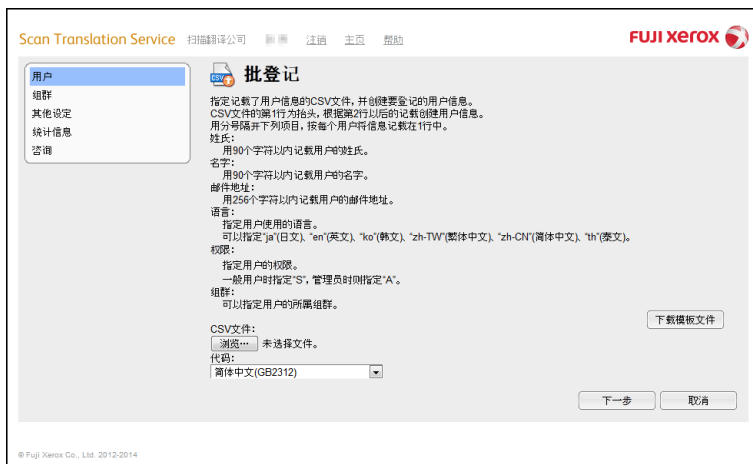 Scan Translation Service 扫描翻译公司 注销 主页 帮助
FUJI xerox
用户
组群
其他设定
统计信息
咨询
CSV
批登记
指定记载了用户信息的CSV文件，并创建要登记的用户信息。
CSV文件的第1行为抬头，根据第2行以后的记载创建用户信息。
用分号隔开下列项目，按每个用户将信息记载在1行中。
姓氏：
用90个字符以内记载用户的姓氏。
名字：
用90个字符以内记载用户的名字。
邮件地址：
用256个字符以内记载用户的邮件地址。
语言：
指定用户使用的语言。
可以指定“ja”(日文)、“en”(英文)、“ko”(韩文)、“zh-TW”(繁体中文)、“zh-CN”(简体中文)、“th”(泰文)。
权限：
指定用户的权限。
一般用户时指定“S”，管理员时则指定“A”。
组群：
可以指定用户的所属组群。
下载模板文件
CSV文件：
浏览… 未选择文件。
代码：
简体中文(GB2312)
下一步 取消
© Fuji Xerox Co., Ltd. 2012-2014